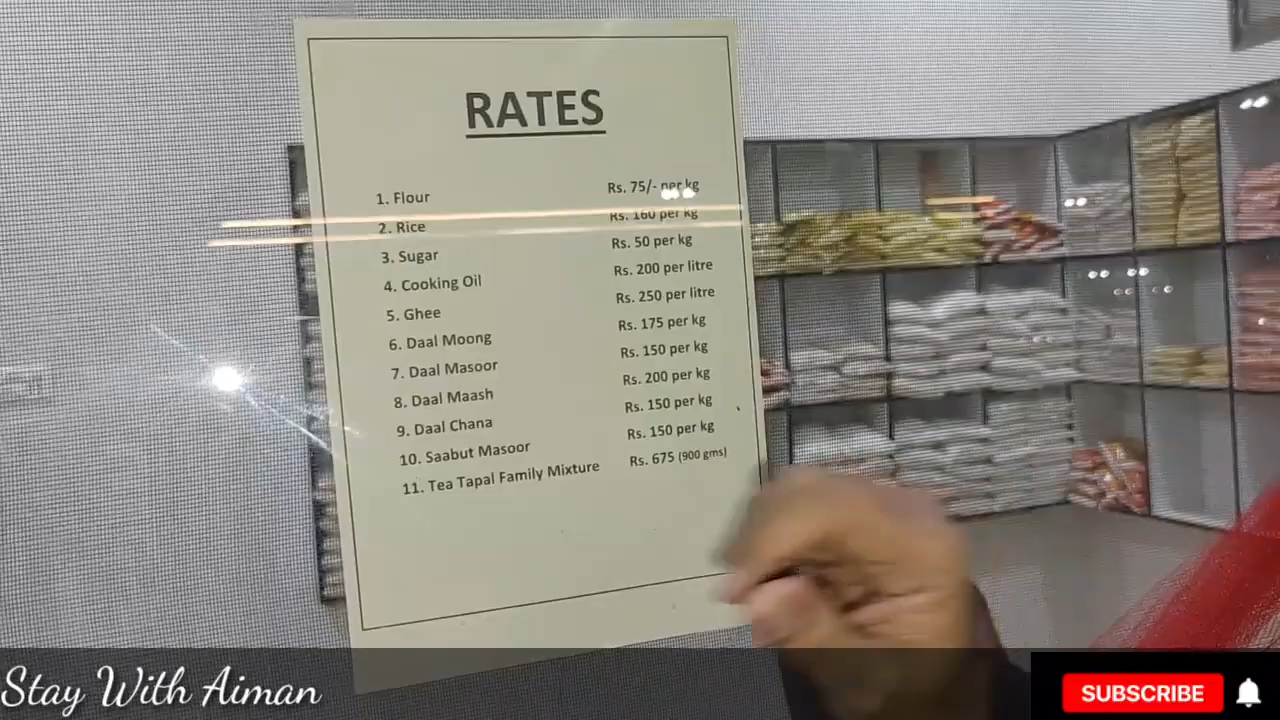 RATES
1. Flour Rs. 75/- per kg
2. Rice Rs. 160 per kg
3. Sugar Rs. 50 per kg
4. Cooking Oil Rs. 200 per litre
5. Ghee Rs. 250 per litre
6. Daal Moong Rs. 175 per kg
7. Daal Masoor Rs. 150 per kg
8. Daal Maash Rs. 200 per kg
9. Daal Chana Rs. 150 per kg
10. Saabut Masoor Rs. 150 per kg
11. Tea Tapal Family Mixture Rs. 675 (900 gms)
Stay With Aiman
SUBSCRIBE